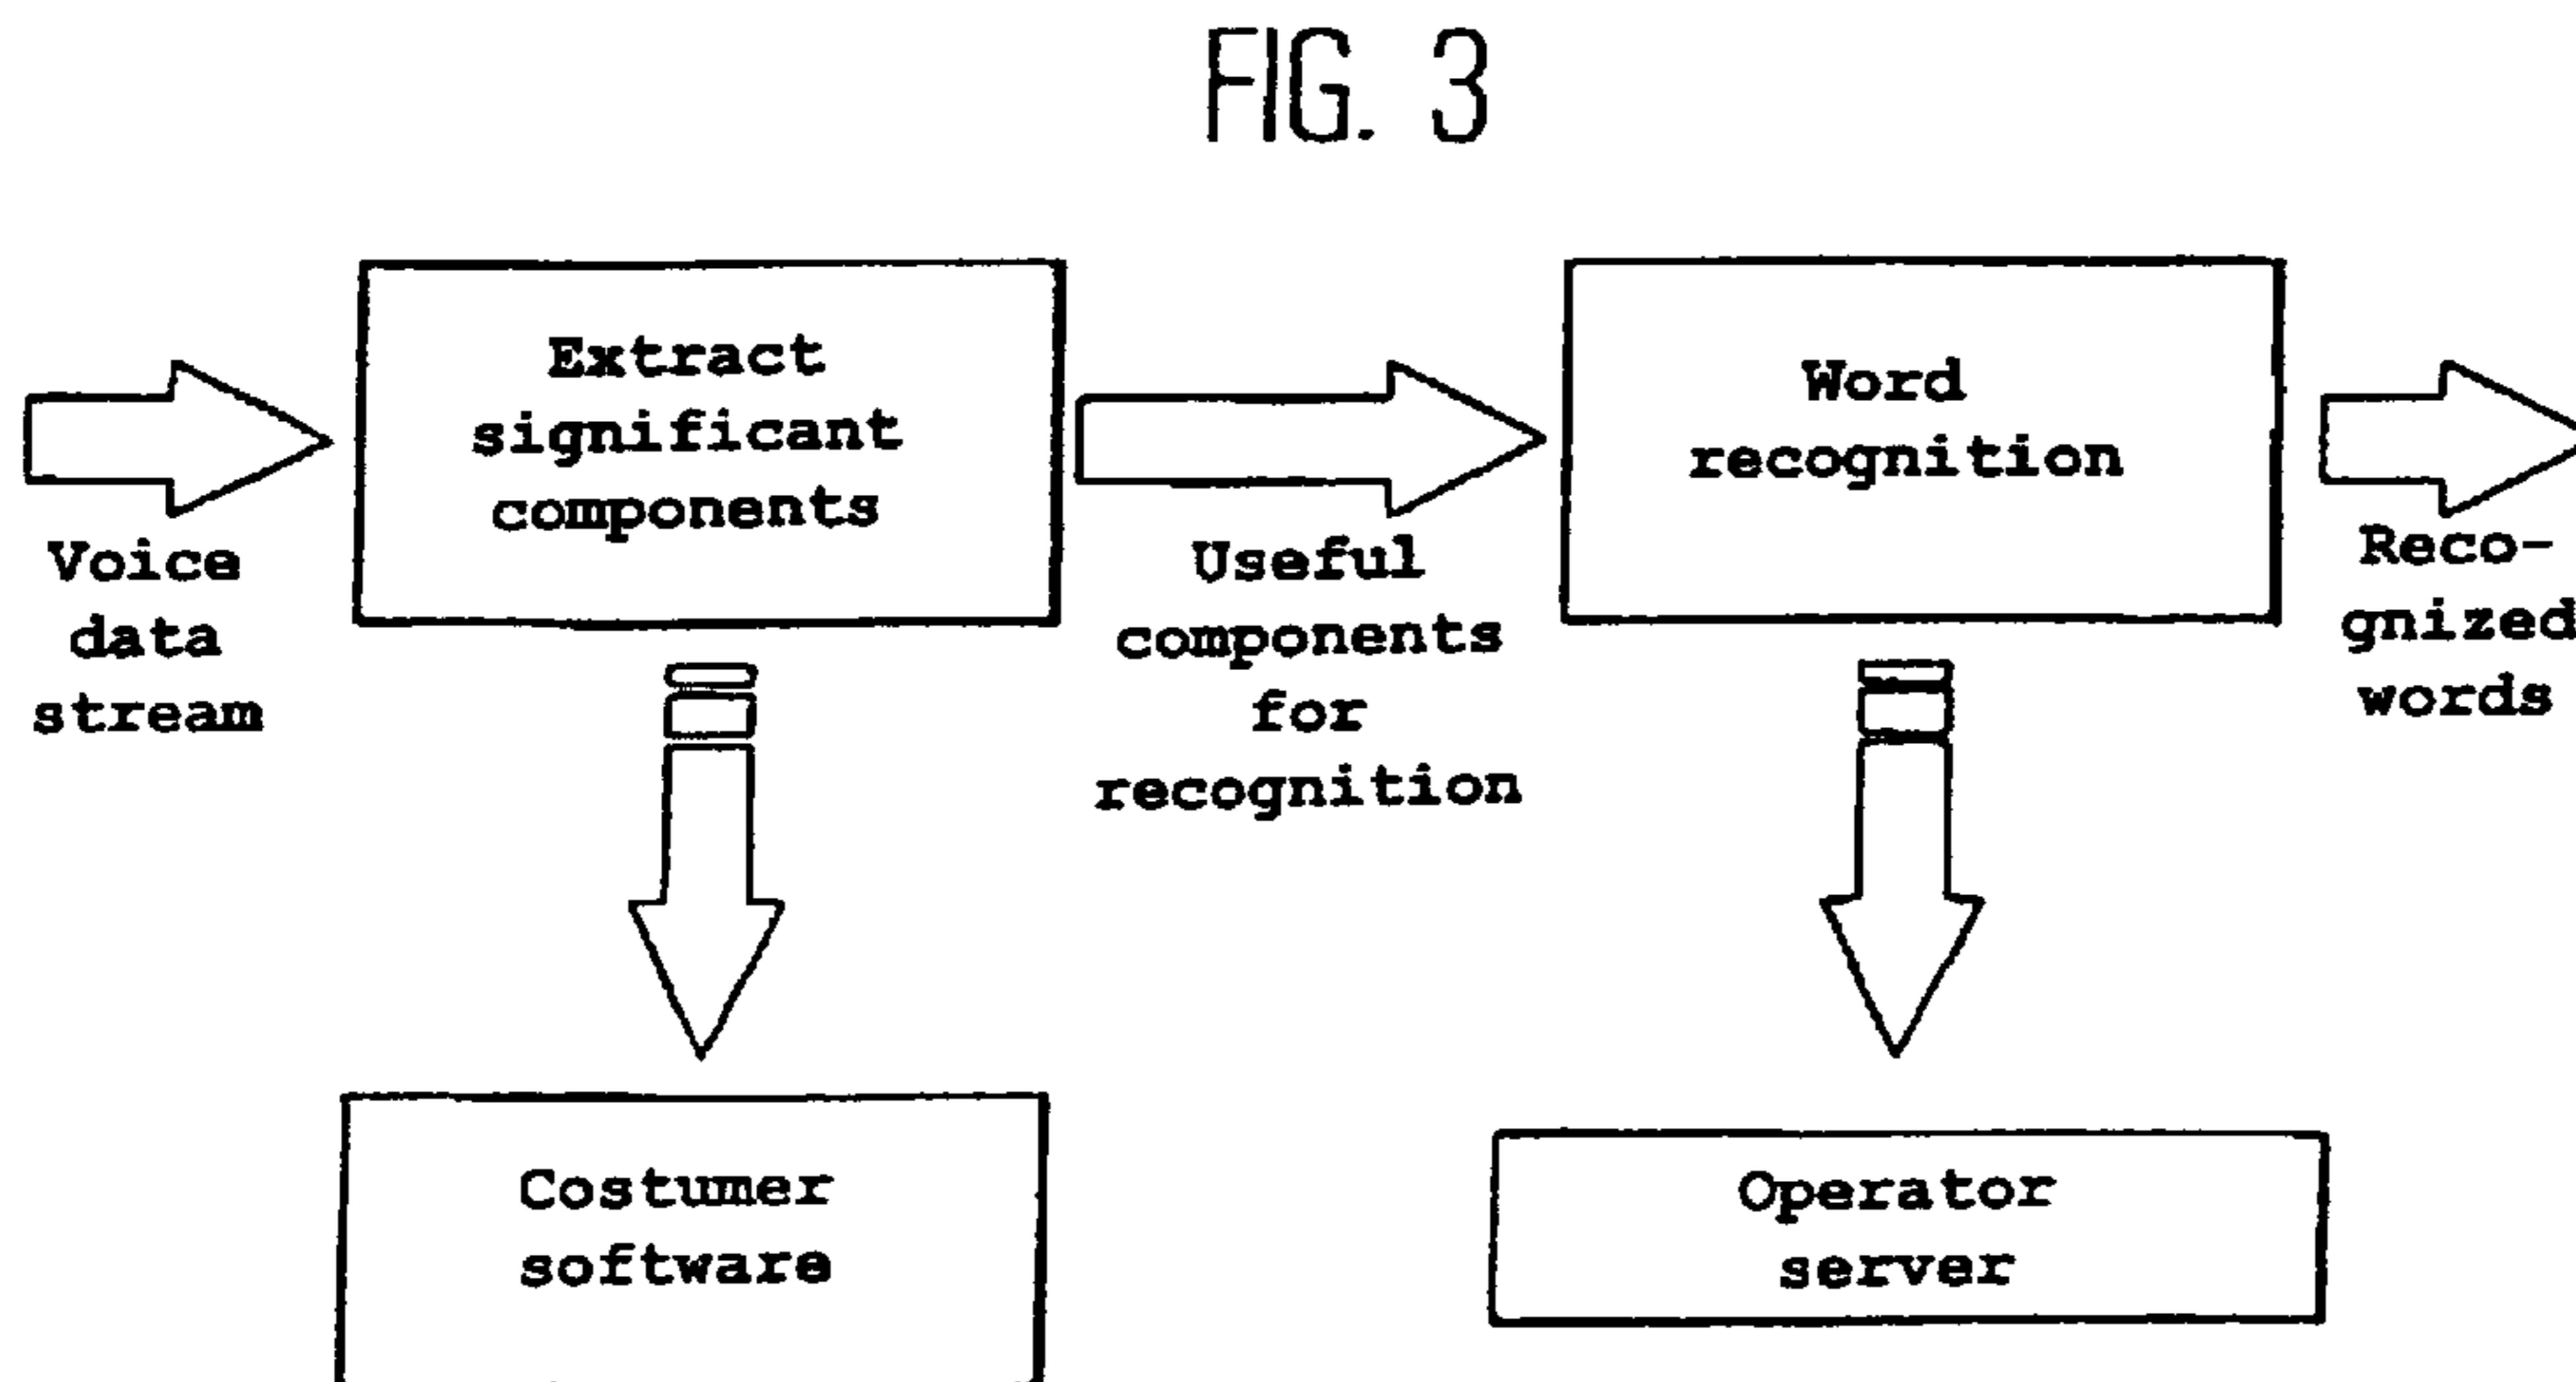 FIG. 3
Extract
significant
components
Word
recognition
Voice
data
stream
Useful
components
for
recognition
Reco-
gnized
words
Costumer
software
Operator
server